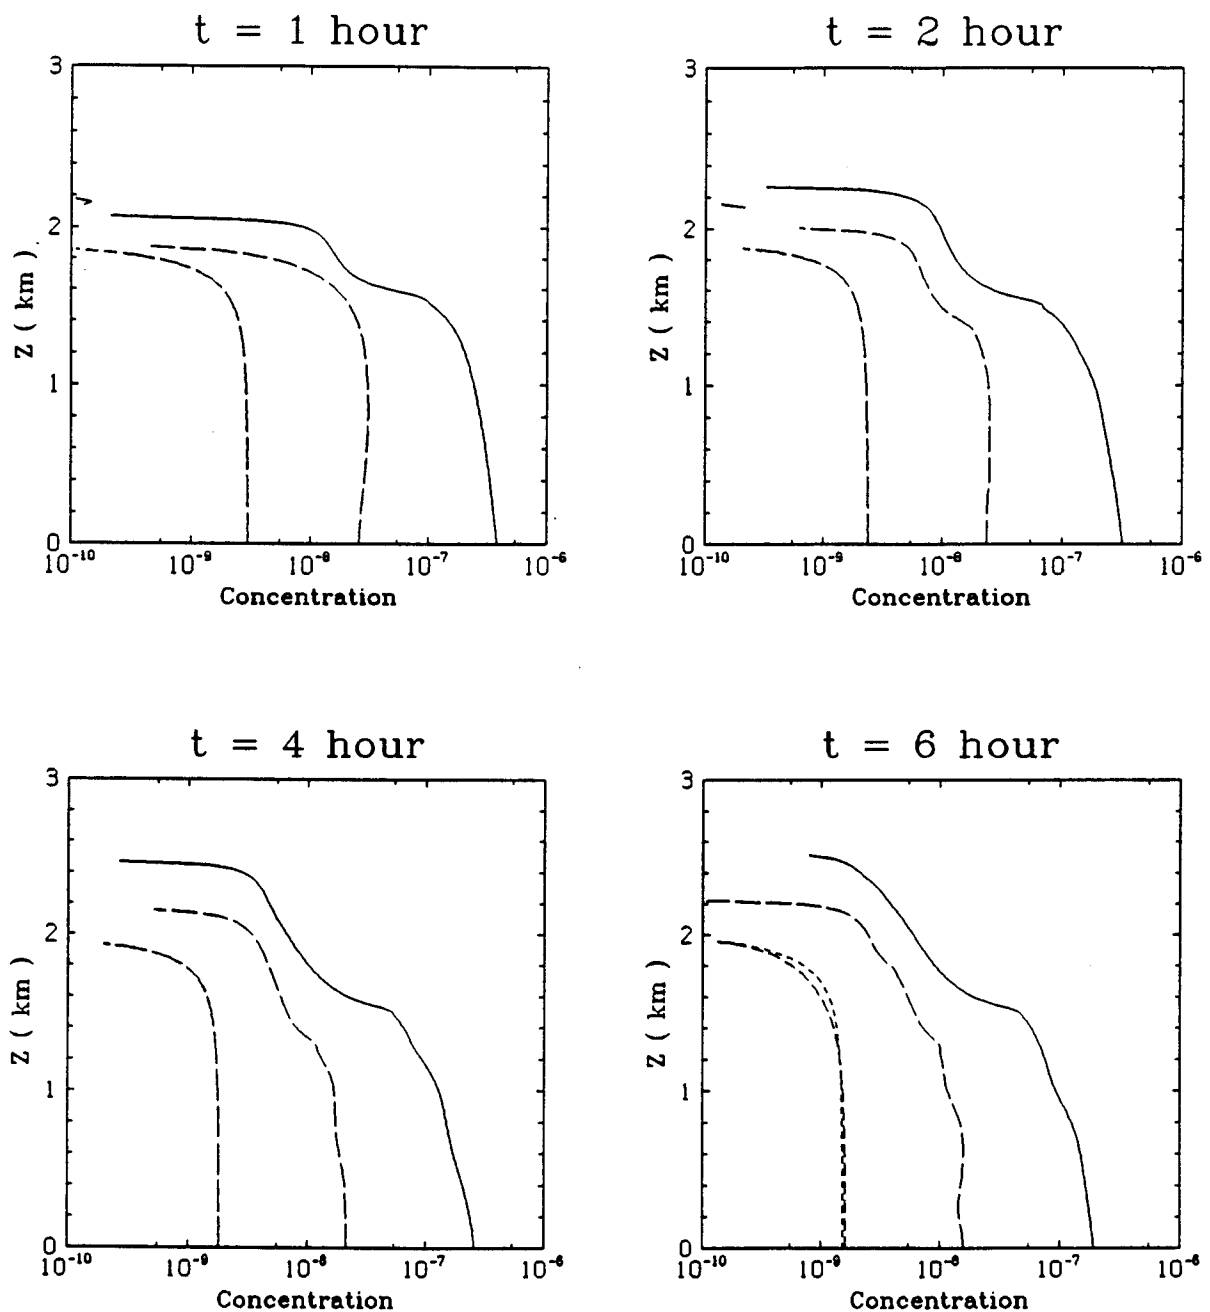 t = 1 hour
t = 2 hour
3
2
1
0
Z ( km )
10⁻¹⁰ 10⁻⁹ 10⁻⁸ 10⁻⁷ 10⁻⁶
Concentration
3
2
1
0
Z ( km )
10⁻¹⁰ 10⁻⁹ 10⁻⁸ 10⁻⁷ 10⁻⁶
Concentration
t = 4 hour
t = 6 hour
3
2
1
0
Z ( km )
10⁻¹⁰ 10⁻⁹ 10⁻⁸ 10⁻⁷ 10⁻⁶
Concentration
3
2
1
0
Z ( km )
10⁻¹⁰ 10⁻⁹ 10⁻⁸ 10⁻⁷ 10⁻⁶
Concentration